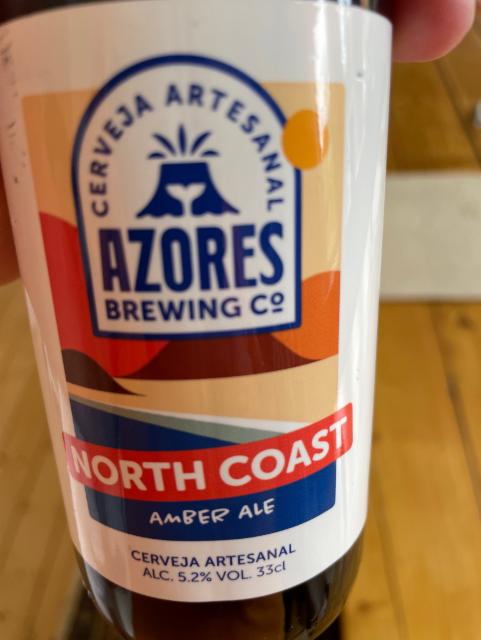 CERVEJA ARTESANAL
AZORES
BREWING Cº
NORTH COAST
AMBER ALE
CERVEJA ARTESANAL
ALC. 5.2% VOL. 33cl